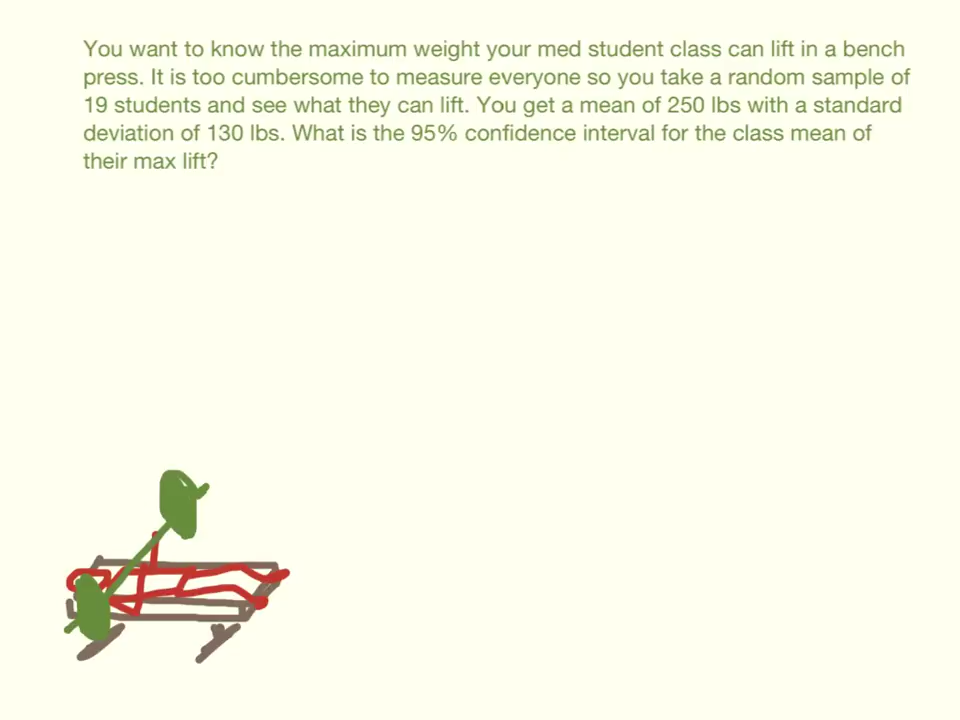 You want to know the maximum weight your med student class can lift in a bench
press. It is too cumbersome to measure everyone so you take a random sample of
19 students and see what they can lift. You get a mean of 250 lbs with a standard
deviation of 130 lbs. What is the 95% confidence interval for the class mean of
their max lift?